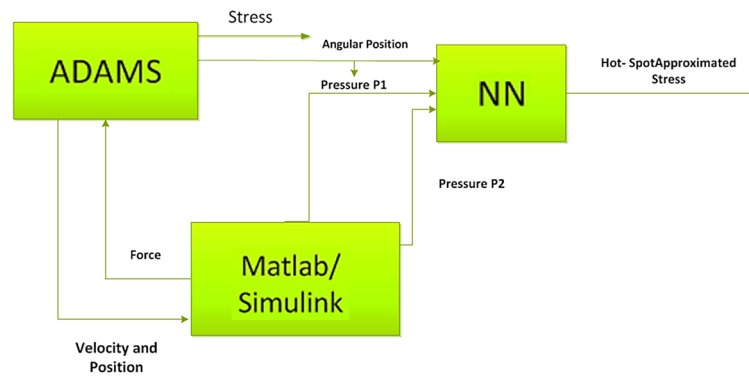 Stress
Angular Position
ADAMS
Pressure P1
NN
Hot- SpotApproximated
Stress
Pressure P2
Force
Matlab/
Simulink
Velocity and
Position